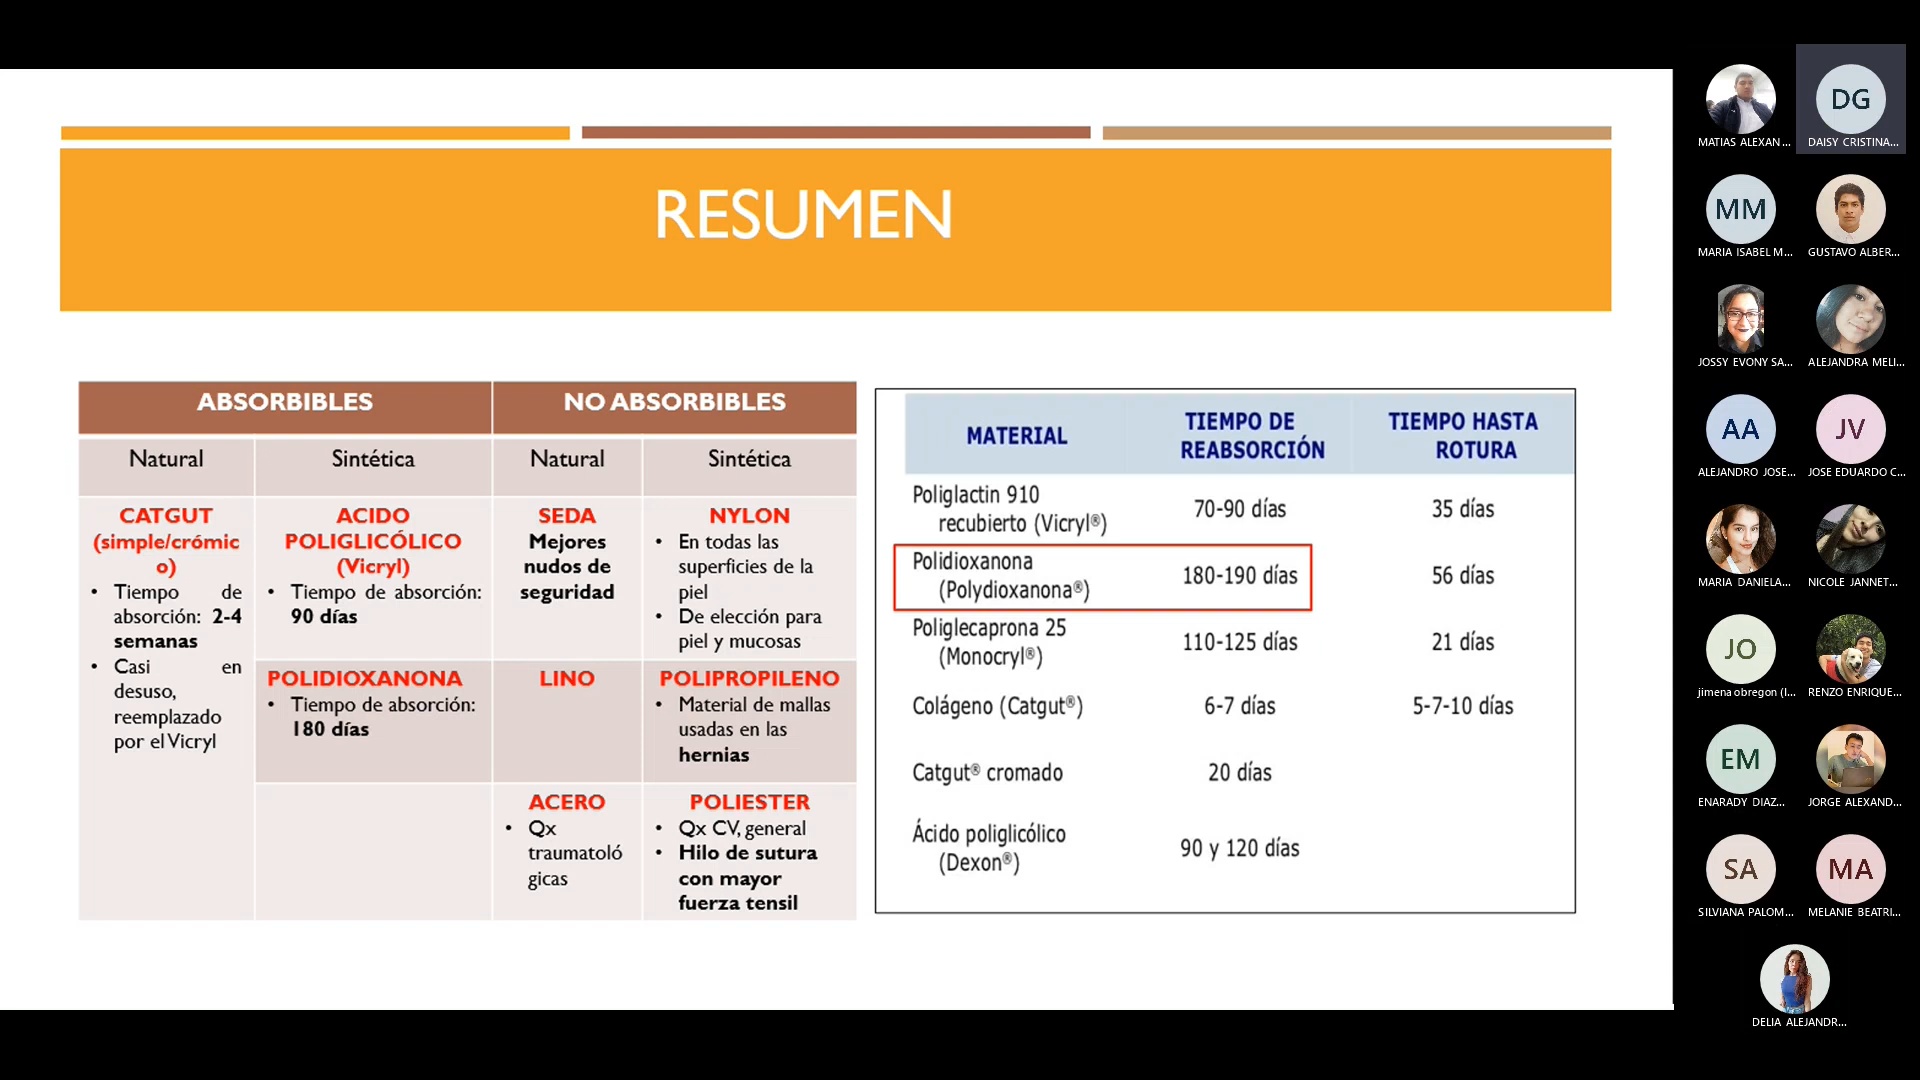 RESUMEN
ABSORBIBLES
NO ABSORBIBLES
Natural
Sintética
Natural
Sintética
CATGUT
(simple/crómic
o)
• Tiempo de
absorción: 2-4
semanas
• Casi en
desuso,
reemplazado
por el Vicryl
ACIDO
POLIGLICÓLICO
(Vicryl)
• Tiempo de absorción:
90 días
SEDA
Mejores
nudos de
seguridad
NYLON
• En todas las
superficies de la
piel
• De elección para
piel y mucosas
POLIDIOXANONA
• Tiempo de absorción:
180 días
LINO
POLIPROPILENO
• Material de mallas
usadas en las
hernias
ACERO
• Qx
traumatoló
gicas
POLIESTER
• Qx CV, general
• Hilo de sutura
con mayor
fuerza tensil
MATERIAL
TIEMPO DE
REABSORCIÓN
TIEMPO HASTA
ROTURA
Poliglactin 910
recubierto (Vicryl®)
70-90 días
35 días
Polidioxanona
(Polydioxanona®)
180-190 días
56 días
Poliglecaprona 25
(Monocryl®)
110-125 días
21 días
Colágeno (Catgut®)
6-7 días
5-7-10 días
Catgut® cromado
20 días
Ácido poliglicólico
(Dexon®)
90 y 120 días
MATIAS ALEXAN...
DG
DAISY CRISTINA...
MM
MARIA ISABEL M...
GUSTAVO ALBER...
JOSSY EVONY SA...
ALEJANDRA MELI...
AA
ALEJANDRO JOSE...
JV
JOSE EDUARDO C...
MARIA DANIELA...
NICOLE JANNET...
JO
jimena obregon (I...
RENZO ENRIQUE...
EM
ENARADY DIAZ...
JORGE ALEXAND...
SA
SILVIANA PALOM...
MA
MELANIE BEATRI...
DELIA ALEJANDR...